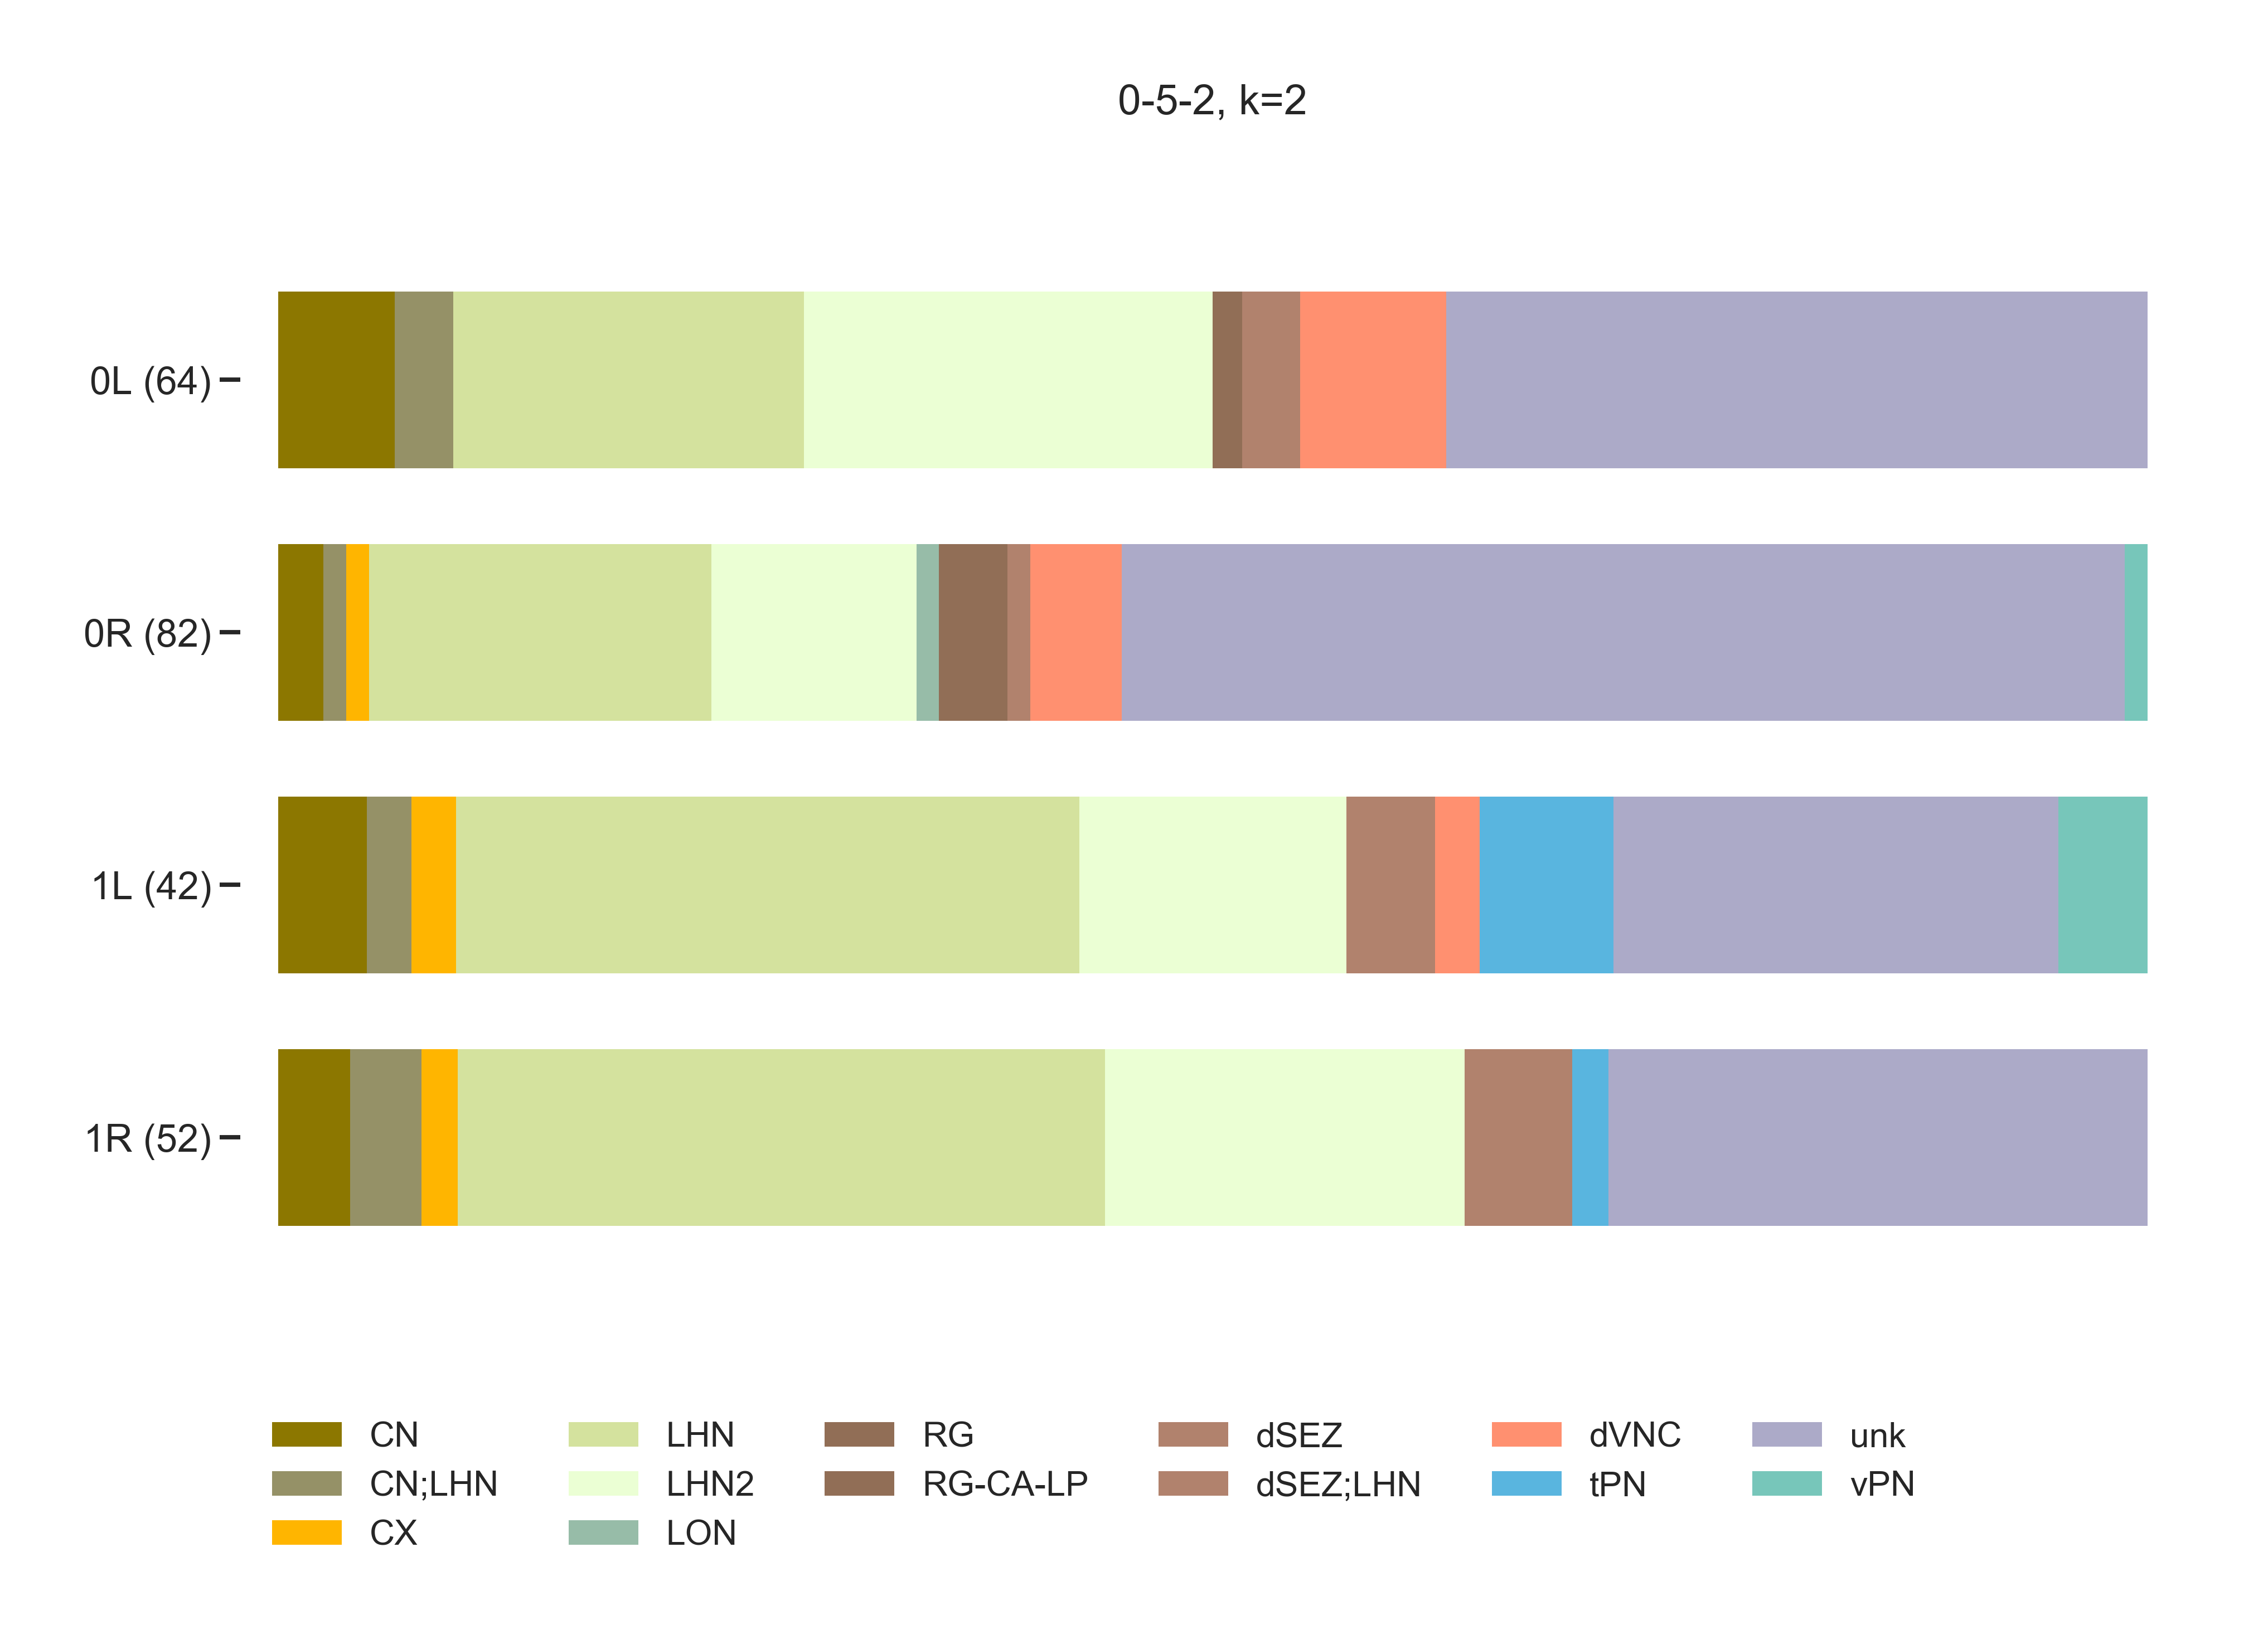 0-5-2, k=2
0L (64)
0R (82)
1L (42)
1R (52)
CN LHN RG dSEZ dVNC unk
CN;LHN LHN2 RG-CA-LP dSEZ;LHN tPN vPN
CX LON